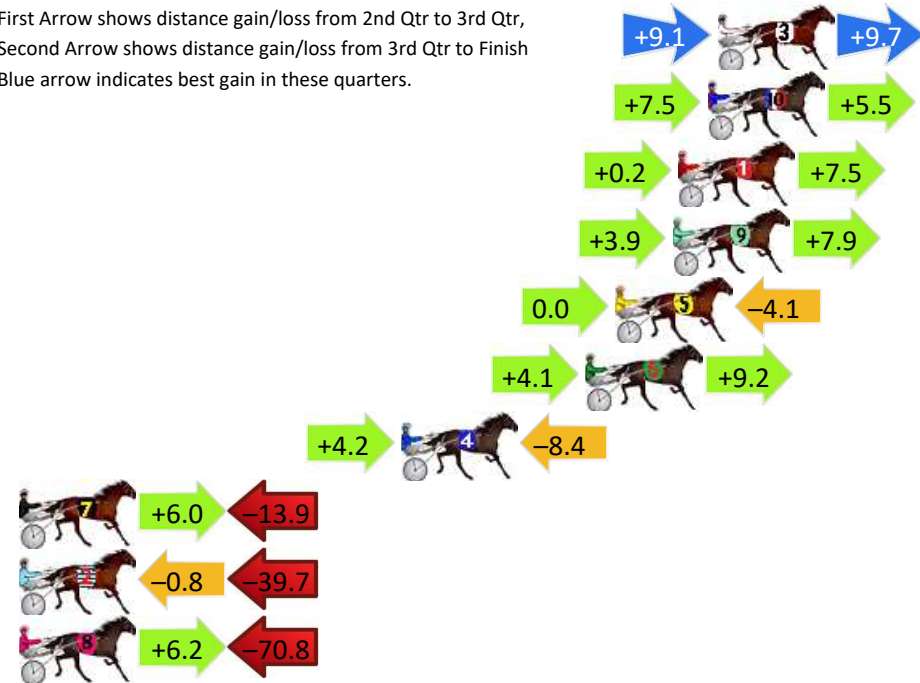 First Arrow shows distance gain/loss from 2nd Qtr to 3rd Qtr,
Second Arrow shows distance gain/loss from 3rd Qtr to Finish
Blue arrow indicates best gain in these quarters.
+9.1 3 +9.7
+7.5 10 +5.5
+0.2 1 +7.5
+3.9 9 +7.9
0.0 5 –4.1
+4.1 +9.2
+4.2 4 –8.4
7 +6.0 –13.9
2 –0.8 –39.7
8 +6.2 –70.8